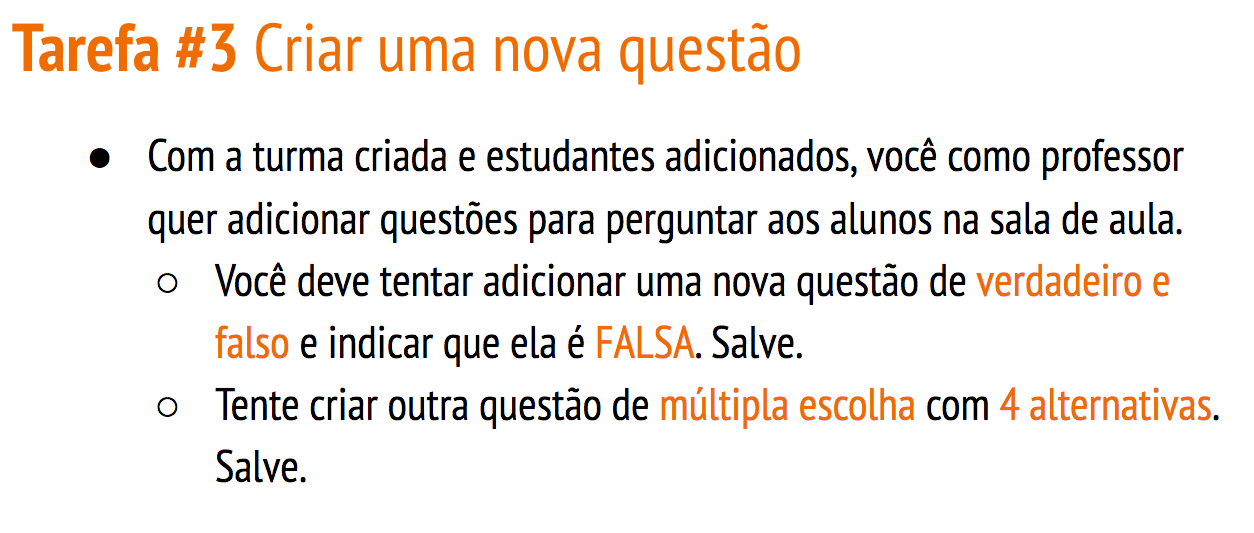 Tarefa #3 Criar uma nova questão
● Com a turma criada e estudantes adicionados, você como professor
quer adicionar questões para perguntar aos alunos na sala de aula.
○ Você deve tentar adicionar uma nova questão de verdadeiro e
falso e indicar que ela é FALSA. Salve.
○ Tente criar outra questão de múltipla escolha com 4 alternativas.
Salve.